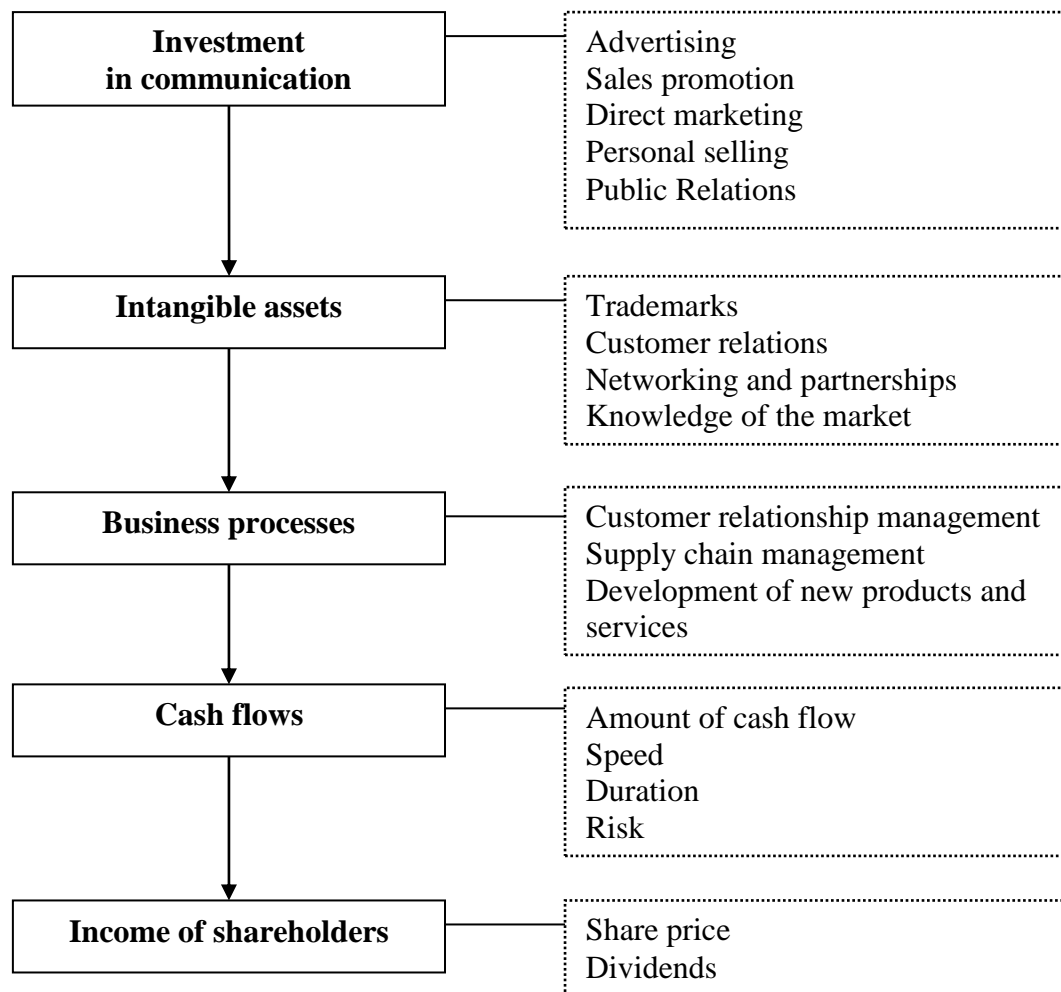 Investment
in communication
Advertising
Sales promotion
Direct marketing
Personal selling
Public Relations
Intangible assets
Trademarks
Customer relations
Networking and partnerships
Knowledge of the market
Business processes
Customer relationship management
Supply chain management
Development of new products and
services
Cash flows
Amount of cash flow
Speed
Duration
Risk
Income of shareholders
Share price
Dividends